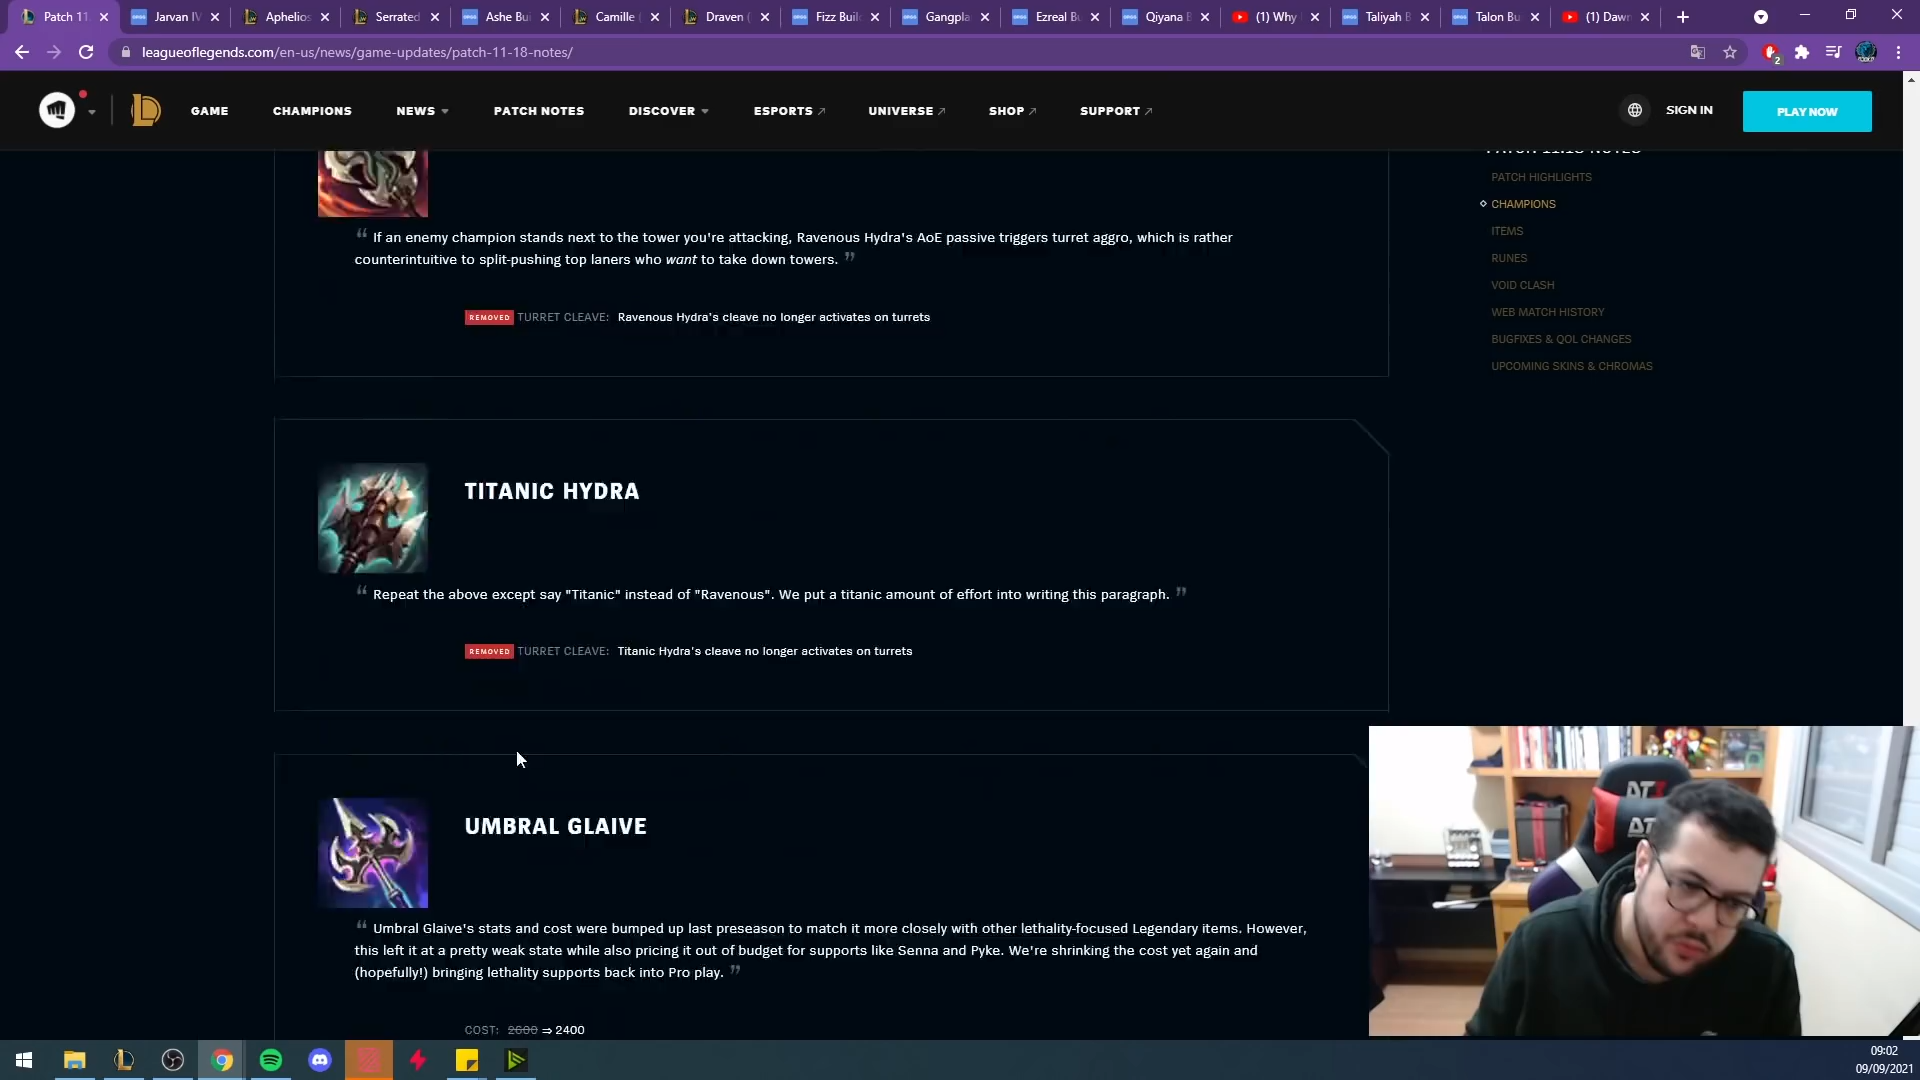 Patch 11.
Jarvan IV
Aphelios
Serrated
Ashe Bui
Camille (
Draven (
Fizz Buil
Gangpla
Ezreal Bu
Qiyana B
(1) Why
Taliyah B
Talon Bu
(1) Dawn
leagueoflegends.com/en-us/news/game-updates/patch-11-18-notes/
2
GAME
CHAMPIONS
NEWS
PATCH NOTES
DISCOVER
ESPORTS
UNIVERSE
SHOP
SUPPORT
SIGN IN
PLAY NOW
PATCH 11.18 NOTES
PATCH HIGHLIGHTS
CHAMPIONS
ITEMS
RUNES
VOID CLASH
WEB MATCH HISTORY
BUGFIXES & QOL CHANGES
UPCOMING SKINS & CHROMAS
“ If an enemy champion stands next to the tower you're attacking, Ravenous Hydra's AoE passive triggers turret aggro, which is rather
counterintuitive to split-pushing top laners who want to take down towers. ”
REMOVED TURRET CLEAVE: Ravenous Hydra's cleave no longer activates on turrets
TITANIC HYDRA
“ Repeat the above except say "Titanic" instead of "Ravenous". We put a titanic amount of effort into writing this paragraph. ”
REMOVED TURRET CLEAVE: Titanic Hydra's cleave no longer activates on turrets
UMBRAL GLAIVE
“ Umbral Glaive's stats and cost were bumped up last preseason to match it more closely with other lethality-focused Legendary items. However,
this left it at a pretty weak state while also pricing it out of budget for supports like Senna and Pyke. We're shrinking the cost yet again and
(hopefully!) bringing lethality supports back into Pro play. ”
COST: 2600 ⇒ 2400
09:02
09/09/2021